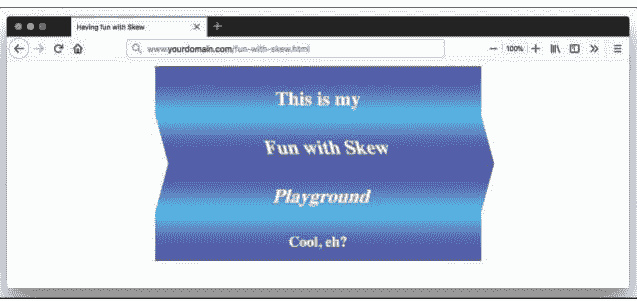 Having fun with Skew
www.yourdomain.com/fun-with-skew.html
100%
This is my
Fun with Skew
Playground
Cool, eh?